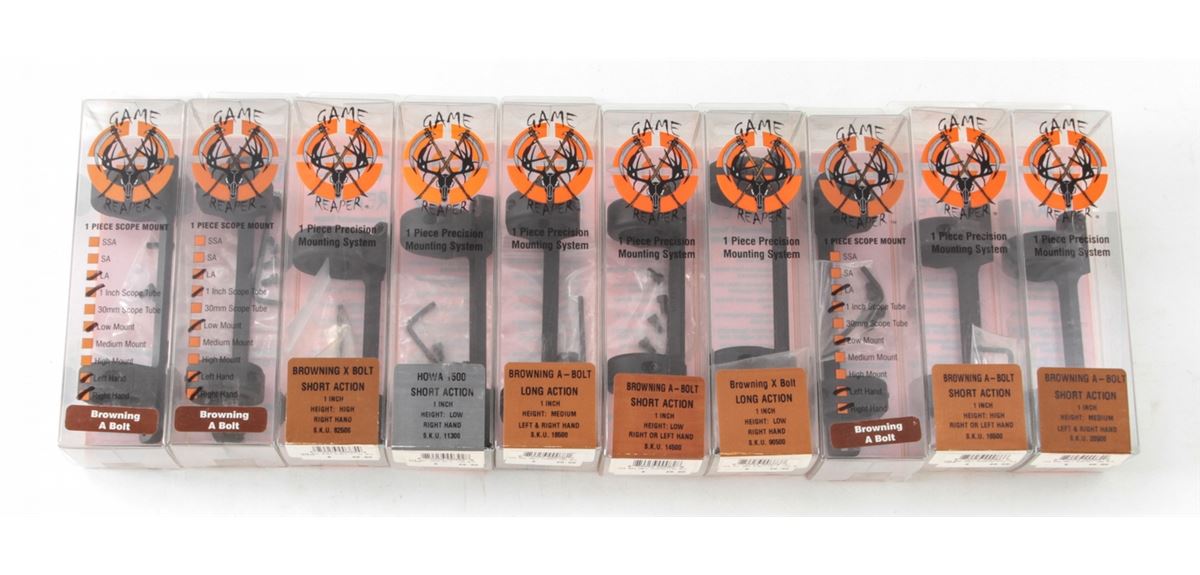 GAME
REAPER
1 PIECE SCOPE MOUNT
SSA
SA
LA
1 Inch Scope Tube
30mm Scope Tube
Low Mount
Medium Mount
High Mount
Left Hand
Right Hand
Browning
A Bolt
GAME
REAPER
1 PIECE SCOPE MOUNT
SSA
SA
LA
1 Inch Scope Tube
30mm Scope Tube
Low Mount
Medium Mount
High Mount
Left Hand
Right Hand
Browning
A Bolt
GAME
REAPER
1 Piece Precision
Mounting System
BROWNING X BOLT
SHORT ACTION
1 INCH
HEIGHT: HIGH
RIGHT HAND
S.K.U. 92500
GAME
REAPER
1 Piece Precision
Mounting System
HOWA 1500
SHORT ACTION
1 INCH
HEIGHT: LOW
RIGHT HAND
S.K.U. 11300
GAME
REAPER
1 Piece Precision
Mounting System
BROWNING A-BOLT
LONG ACTION
1 INCH
HEIGHT: MEDIUM
LEFT & RIGHT HAND
S.K.U. 18500
GAME
REAPER
1 Piece Precision
Mounting System
BROWNING A-BOLT
SHORT ACTION
1 INCH
HEIGHT: LOW
RIGHT OR LEFT HAND
S.K.U. 14500
GAME
REAPER
1 Piece Precision
Mounting System
Browning X Bolt
LONG ACTION
1 INCH
HEIGHT: LOW
RIGHT HAND
S.K.U. 90500
GAME
REAPER
1 PIECE SCOPE MOUNT
SSA
SA
LA
1 Inch Scope Tube
30mm Scope Tube
Low Mount
Medium Mount
High Mount
Left Hand
Right Hand
Browning
A Bolt
GAME
REAPER
1 Piece Precision
Mounting System
BROWNING A-BOLT
SHORT ACTION
1 INCH
HEIGHT: HIGH
RIGHT OR LEFT HAND
S.K.U. 16500
GAME
REAPER
1 Piece Precision
Mounting System
BROWNING A-BOLT
SHORT ACTION
1 INCH
HEIGHT: MEDIUM
LEFT & RIGHT HAND
S.K.U. 20500